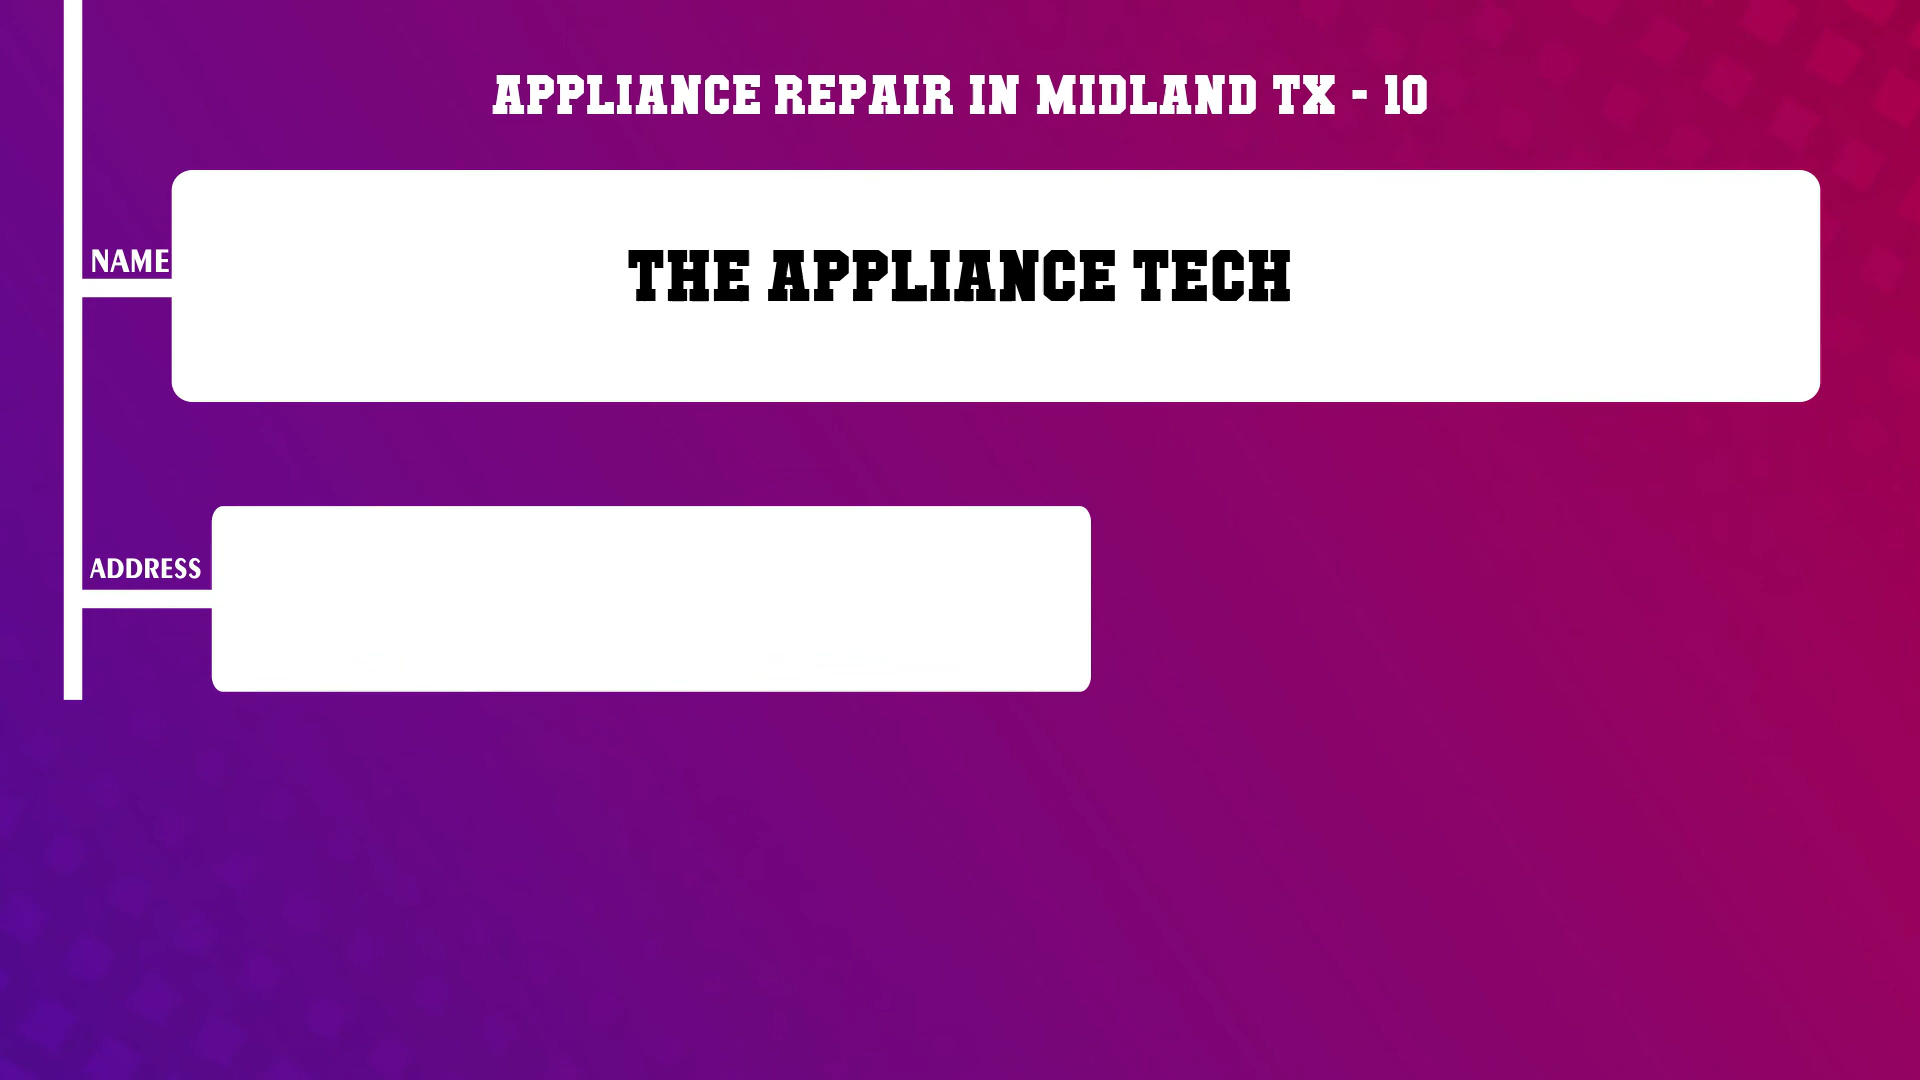 APPLIANCE REPAIR IN MIDLAND TX - 10
NAME
THE APPLIANCE TECH
ADDRESS